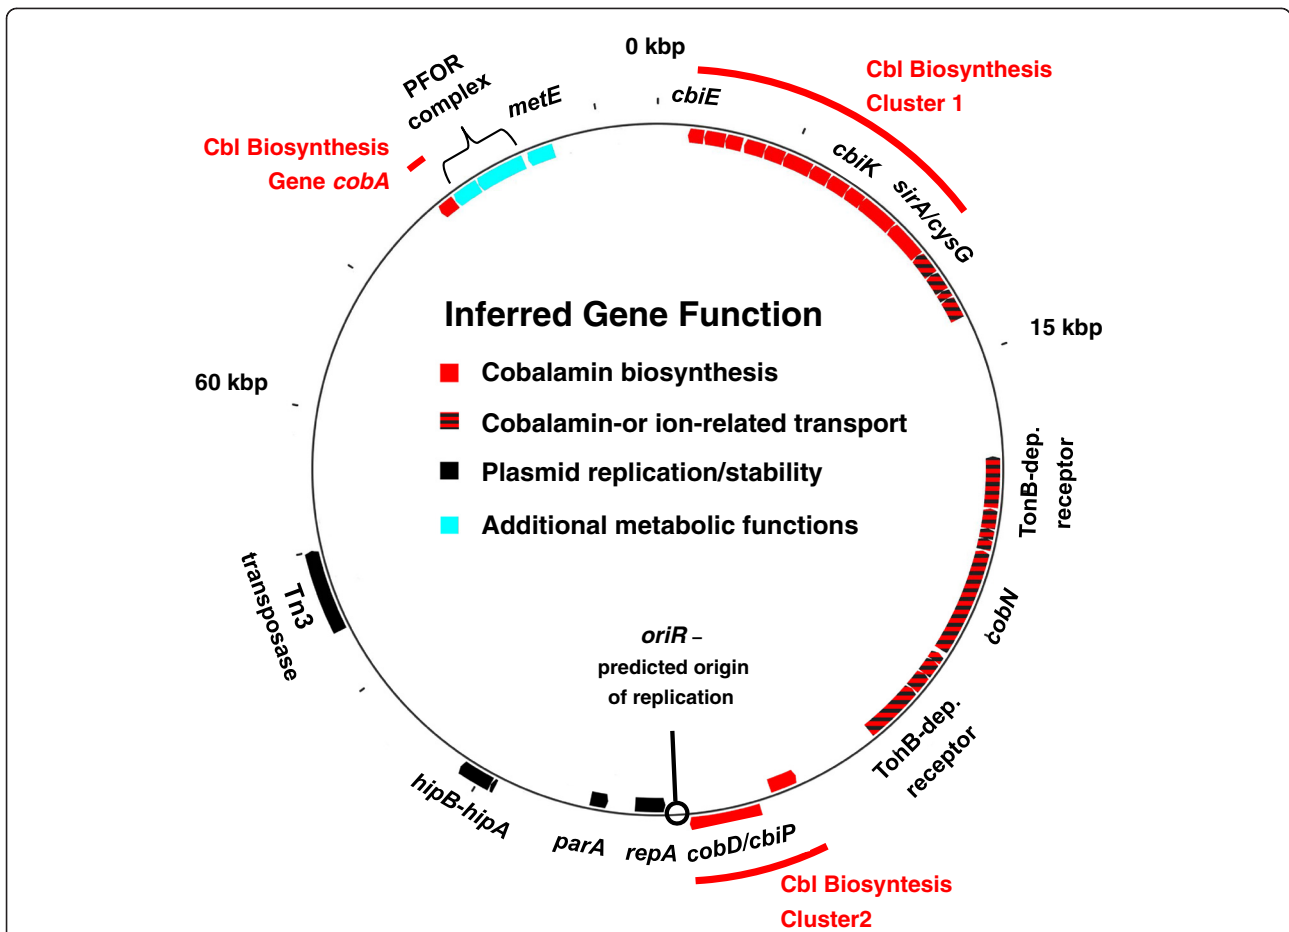 0 kbp
Cbl Biosynthesis
Cluster 1
PFOR
complex
metE
cbiE
Cbl Biosynthesis
Gene cobA
cbiK
sirA/cysG
Inferred Gene Function
15 kbp
Cobalamin biosynthesis
60 kbp
Cobalamin-or ion-related transport
Plasmid replication/stability
Additional metabolic functions
TonB-dep.
receptor
Tn3
transposase
cobN
oriR –
predicted origin
of replication
TonB-dep.
receptor
hipB-hipA
parA
repA
cobD/cbiP
Cbl Biosyntesis
Cluster2